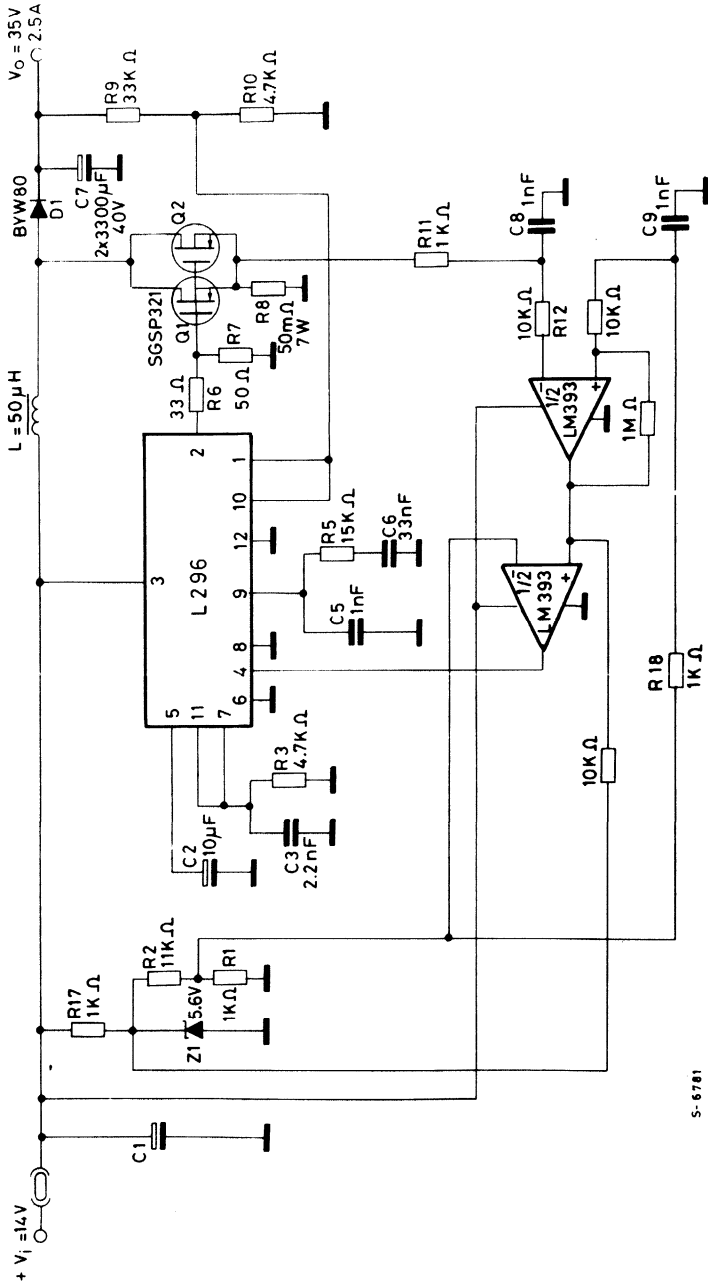 + Vi =14V
C1
R17
1K Ω
Z1
5.6V
R2
11K Ω
R1
1K Ω
C2
10µF
C3
2.2nF
R3
4.7K Ω
L=50µH
L 296
3
5
11
7
6
4
8
9
12
10
1
2
C5
1nF
R5
15K Ω
C6
33nF
33 Ω
R6
R7
50 Ω
SGSP321
Q1
Q2
R8
50mΩ
7W
BYW80
D1
C7
2x3300µF
40V
Vo = 35V
2.5A
R9
33K Ω
R10
4.7K Ω
R11
1K Ω
C8
1nF
10K Ω
R12
10K Ω
C9
1nF
1/2
LM393
−
+
1M Ω
1/2
LM393
−
+
10K Ω
R18
1K Ω
S-6781